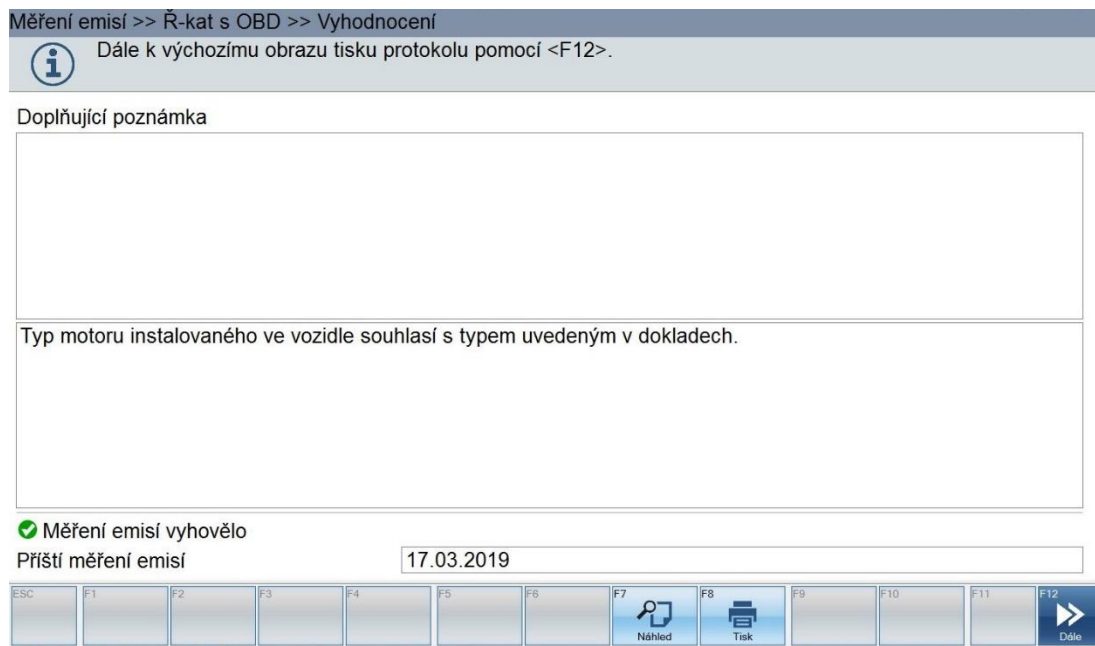 Měření emisí >> Ř-kat s OBD >> Vyhodnocení
Dále k výchozímu obrazu tisku protokolu pomocí <F12>.
Doplňující poznámka
Typ motoru instalovaného ve vozidle souhlasí s typem uvedeným v dokladech.
Měření emisí vyhovělo
Příští měření emisí 17.03.2019
ESC F1 F2 F3 F4 F5 F6 F7 F8 F9 F10 F11 F12
Náhled Tisk Dále